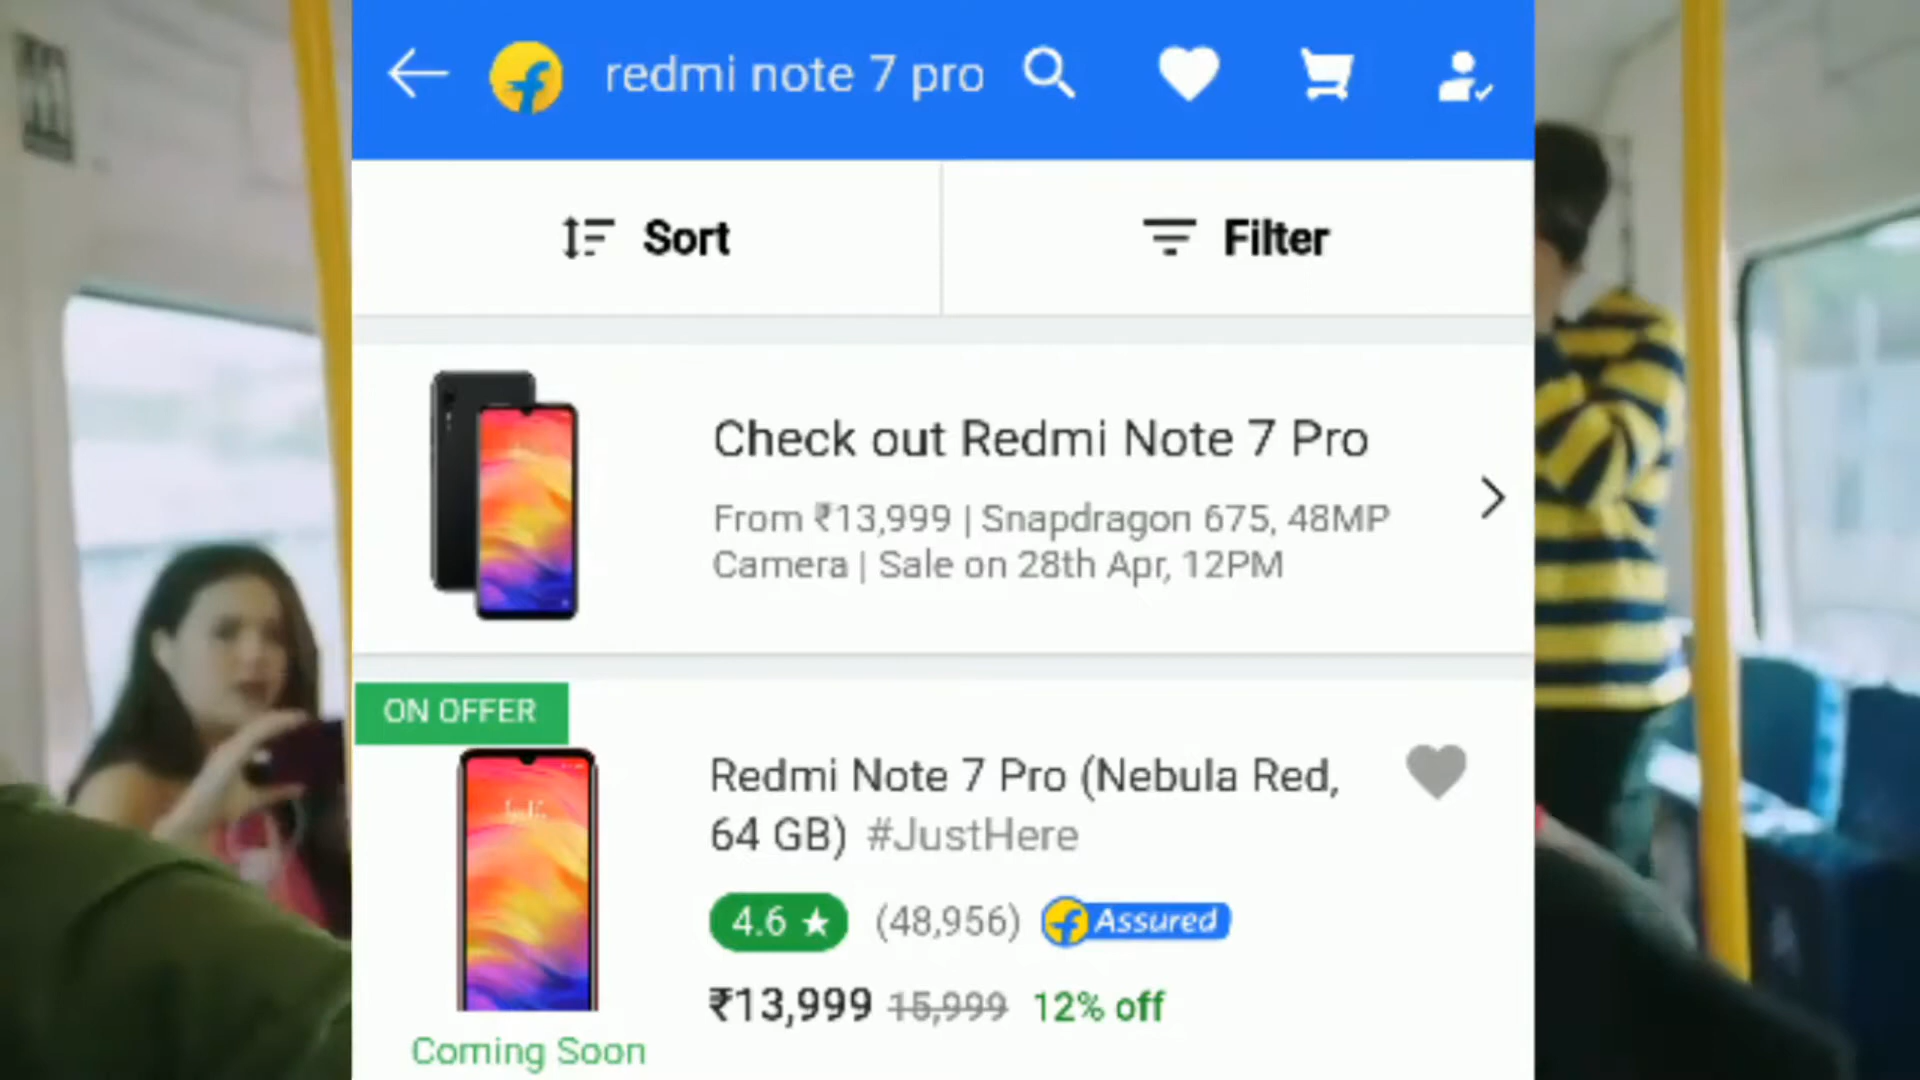 redmi note 7 pro
Sort
Filter
Check out Redmi Note 7 Pro
From ₹13,999 | Snapdragon 675, 48MP
Camera | Sale on 28th Apr, 12PM
ON OFFER
Redmi Note 7 Pro (Nebula Red,
64 GB) #JustHere
4.6 ★ (48,956) Assured
₹13,999 15,999 12% off
Coming Soon